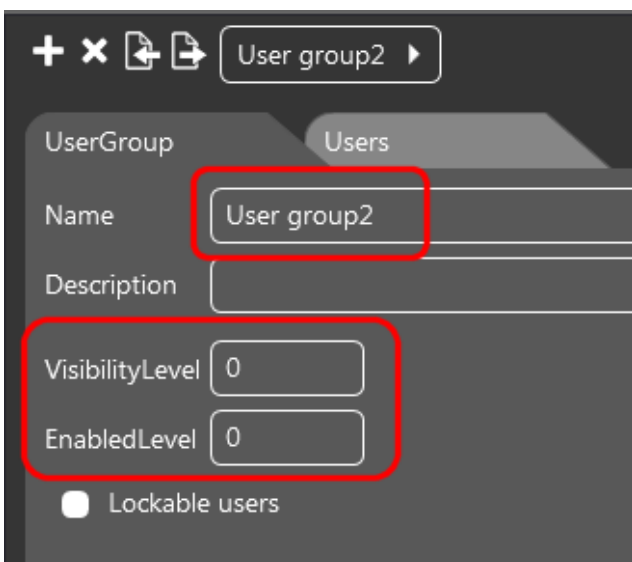 User group2
UserGroup Users
Name User group2
Description
VisibilityLevel 0
EnabledLevel 0
Lockable users